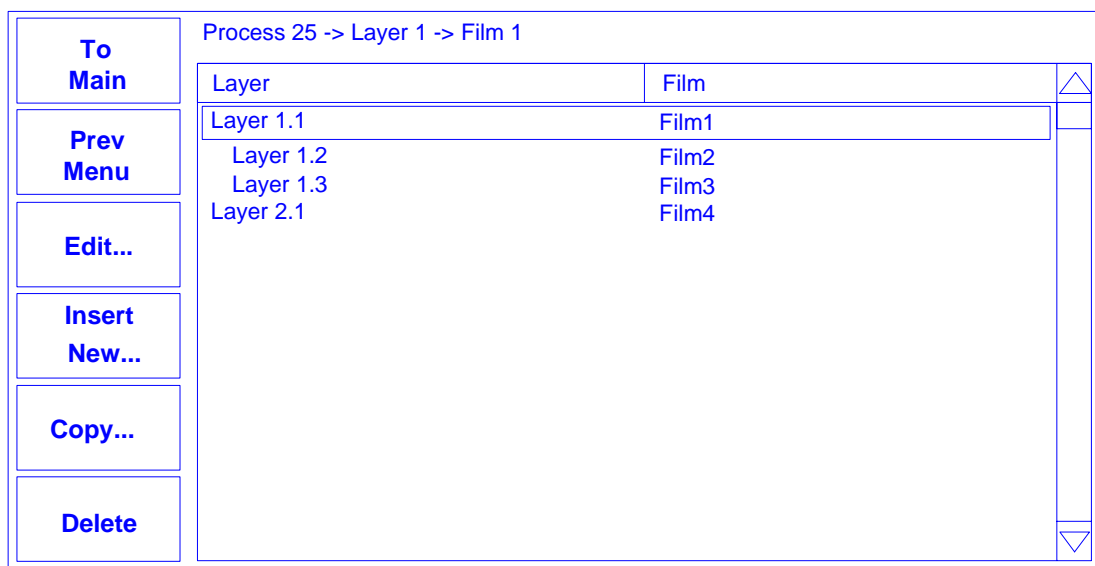 To
Main
Prev
Menu
Edit...
Insert
New...
Copy...
Delete
Process 25 -> Layer 1 -> Film 1
Layer Film
Layer 1.1 Film1
Layer 1.2 Film2
Layer 1.3 Film3
Layer 2.1 Film4